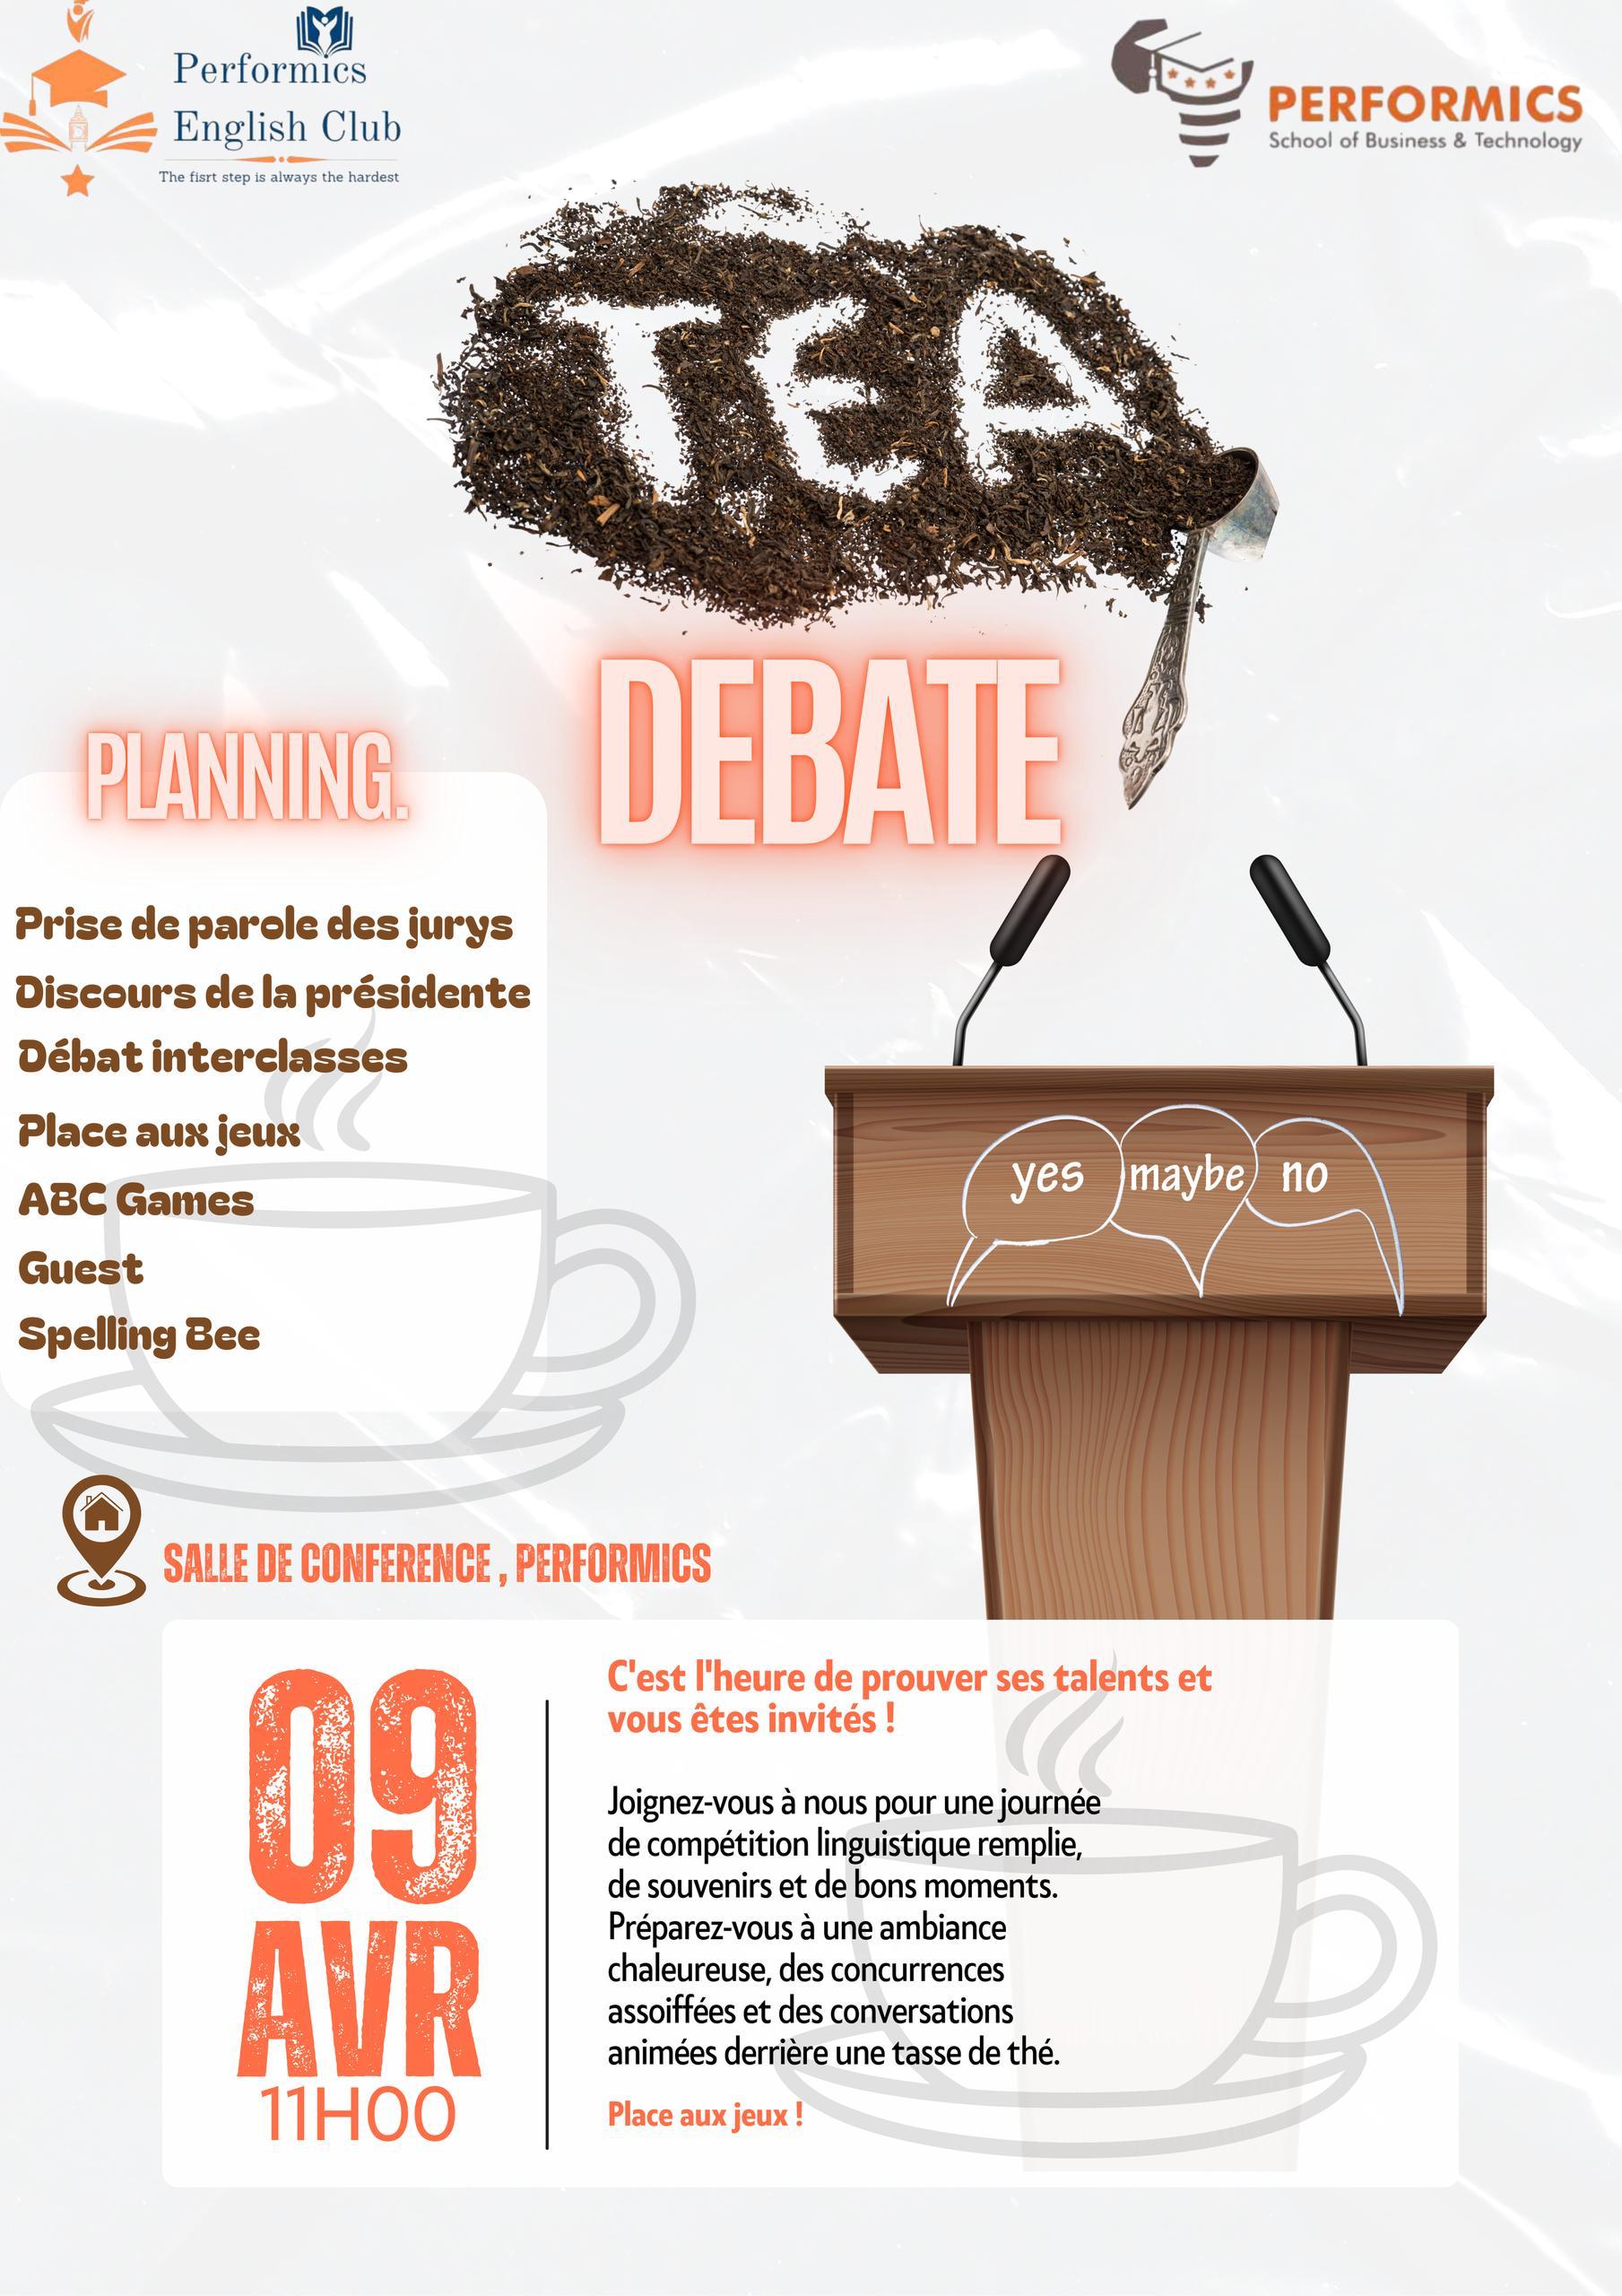 Performics
English Club
The fisrt step is always the hardest
PERFORMICS
School of Business & Technology
TEA
DEBATE
PLANNING.
Prise de parole des jurys
Discours de la présidente
Débat interclasses
Place aux jeux
ABC Games
Guest
Spelling Bee
yes maybe no
SALLE DE CONFERENCE , PERFORMICS
09
AVR
11H00
C'est l'heure de prouver ses talents et
vous êtes invités !
Joignez-vous à nous pour une journée
de compétition linguistique remplie,
de souvenirs et de bons moments.
Préparez-vous à une ambiance
chaleureuse, des concurrences
assoiffées et des conversations
animées derrière une tasse de thé.
Place aux jeux !